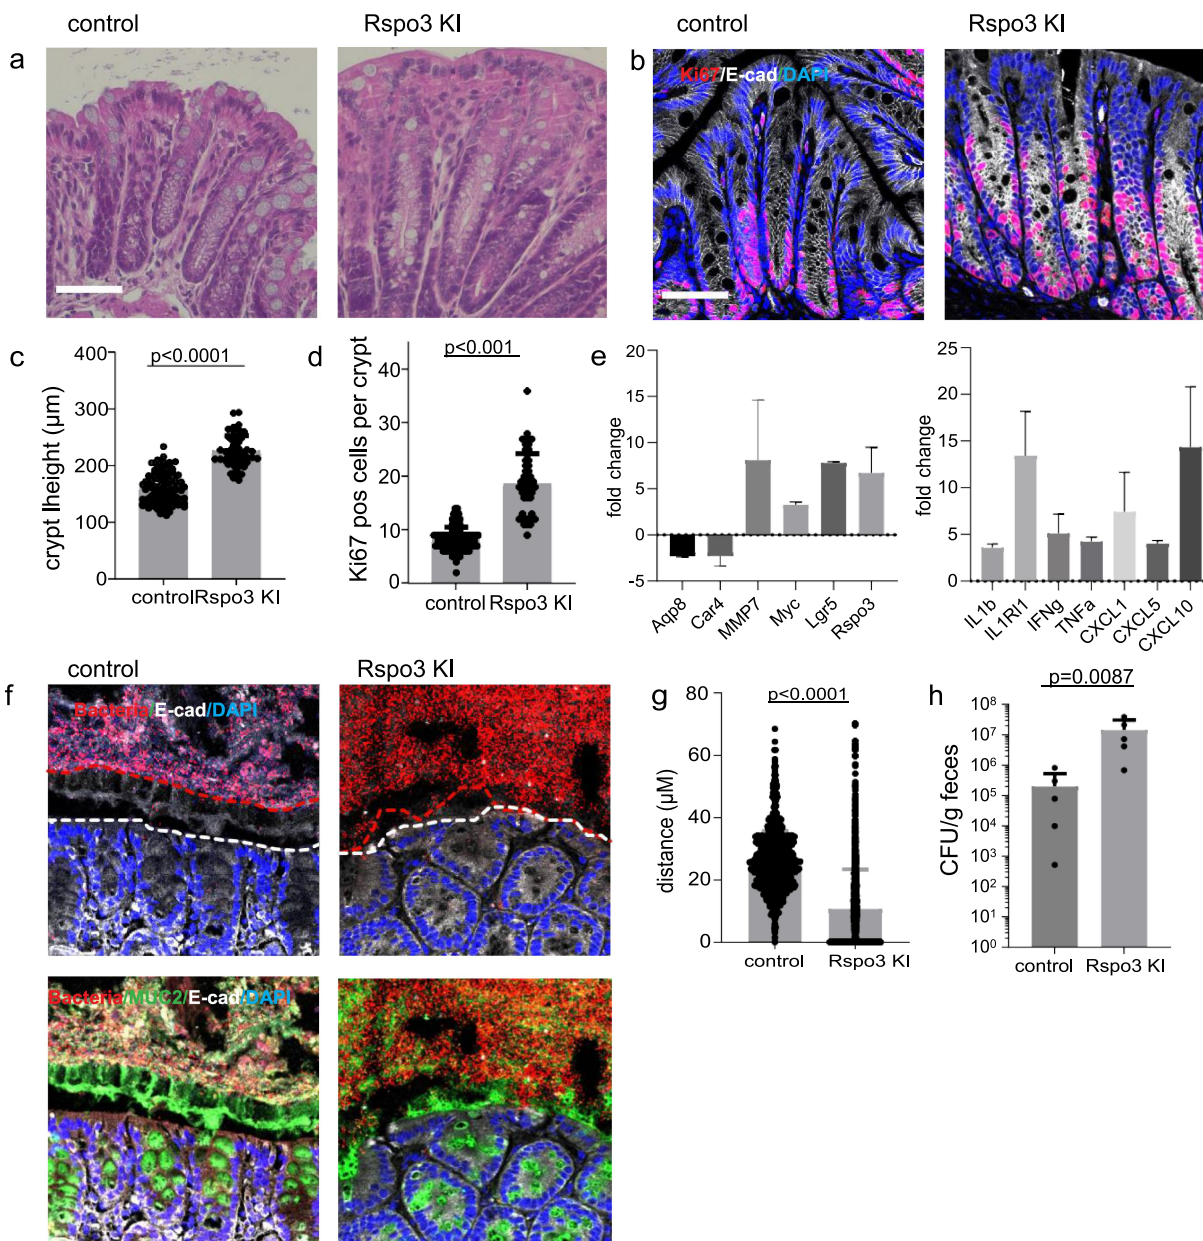 control
Rspo3 KI
control
Rspo3 KI
a
b
Ki67/E-cad/DAPI
c
crypt lheight (µm)
400
300
200
100
0
p<0.0001
control
Rspo3 KI
d
Ki67 pos cells per crypt
40
30
20
10
0
p<0.001
control
Rspo3 KI
e
fold change
20
15
10
5
0
-5
Aqp8
Car4
MMP7
Myc
Lgr5
Rspo3
fold change
20
15
10
5
0
IL1b
IL1Rl1
IFNg
TNFa
CXCL1
CXCL5
CXCL10
control
Rspo3 KI
f
Bacteria/E-cad/DAPI
Bacteria/MUC2/E-cad/DAPI
g
distance (µM)
80
60
40
20
0
p<0.0001
control
Rspo3 KI
h
CFU/g feces
10⁸
10⁷
10⁶
10⁵
10⁴
10³
10²
10¹
10⁰
p=0.0087
control
Rspo3 KI